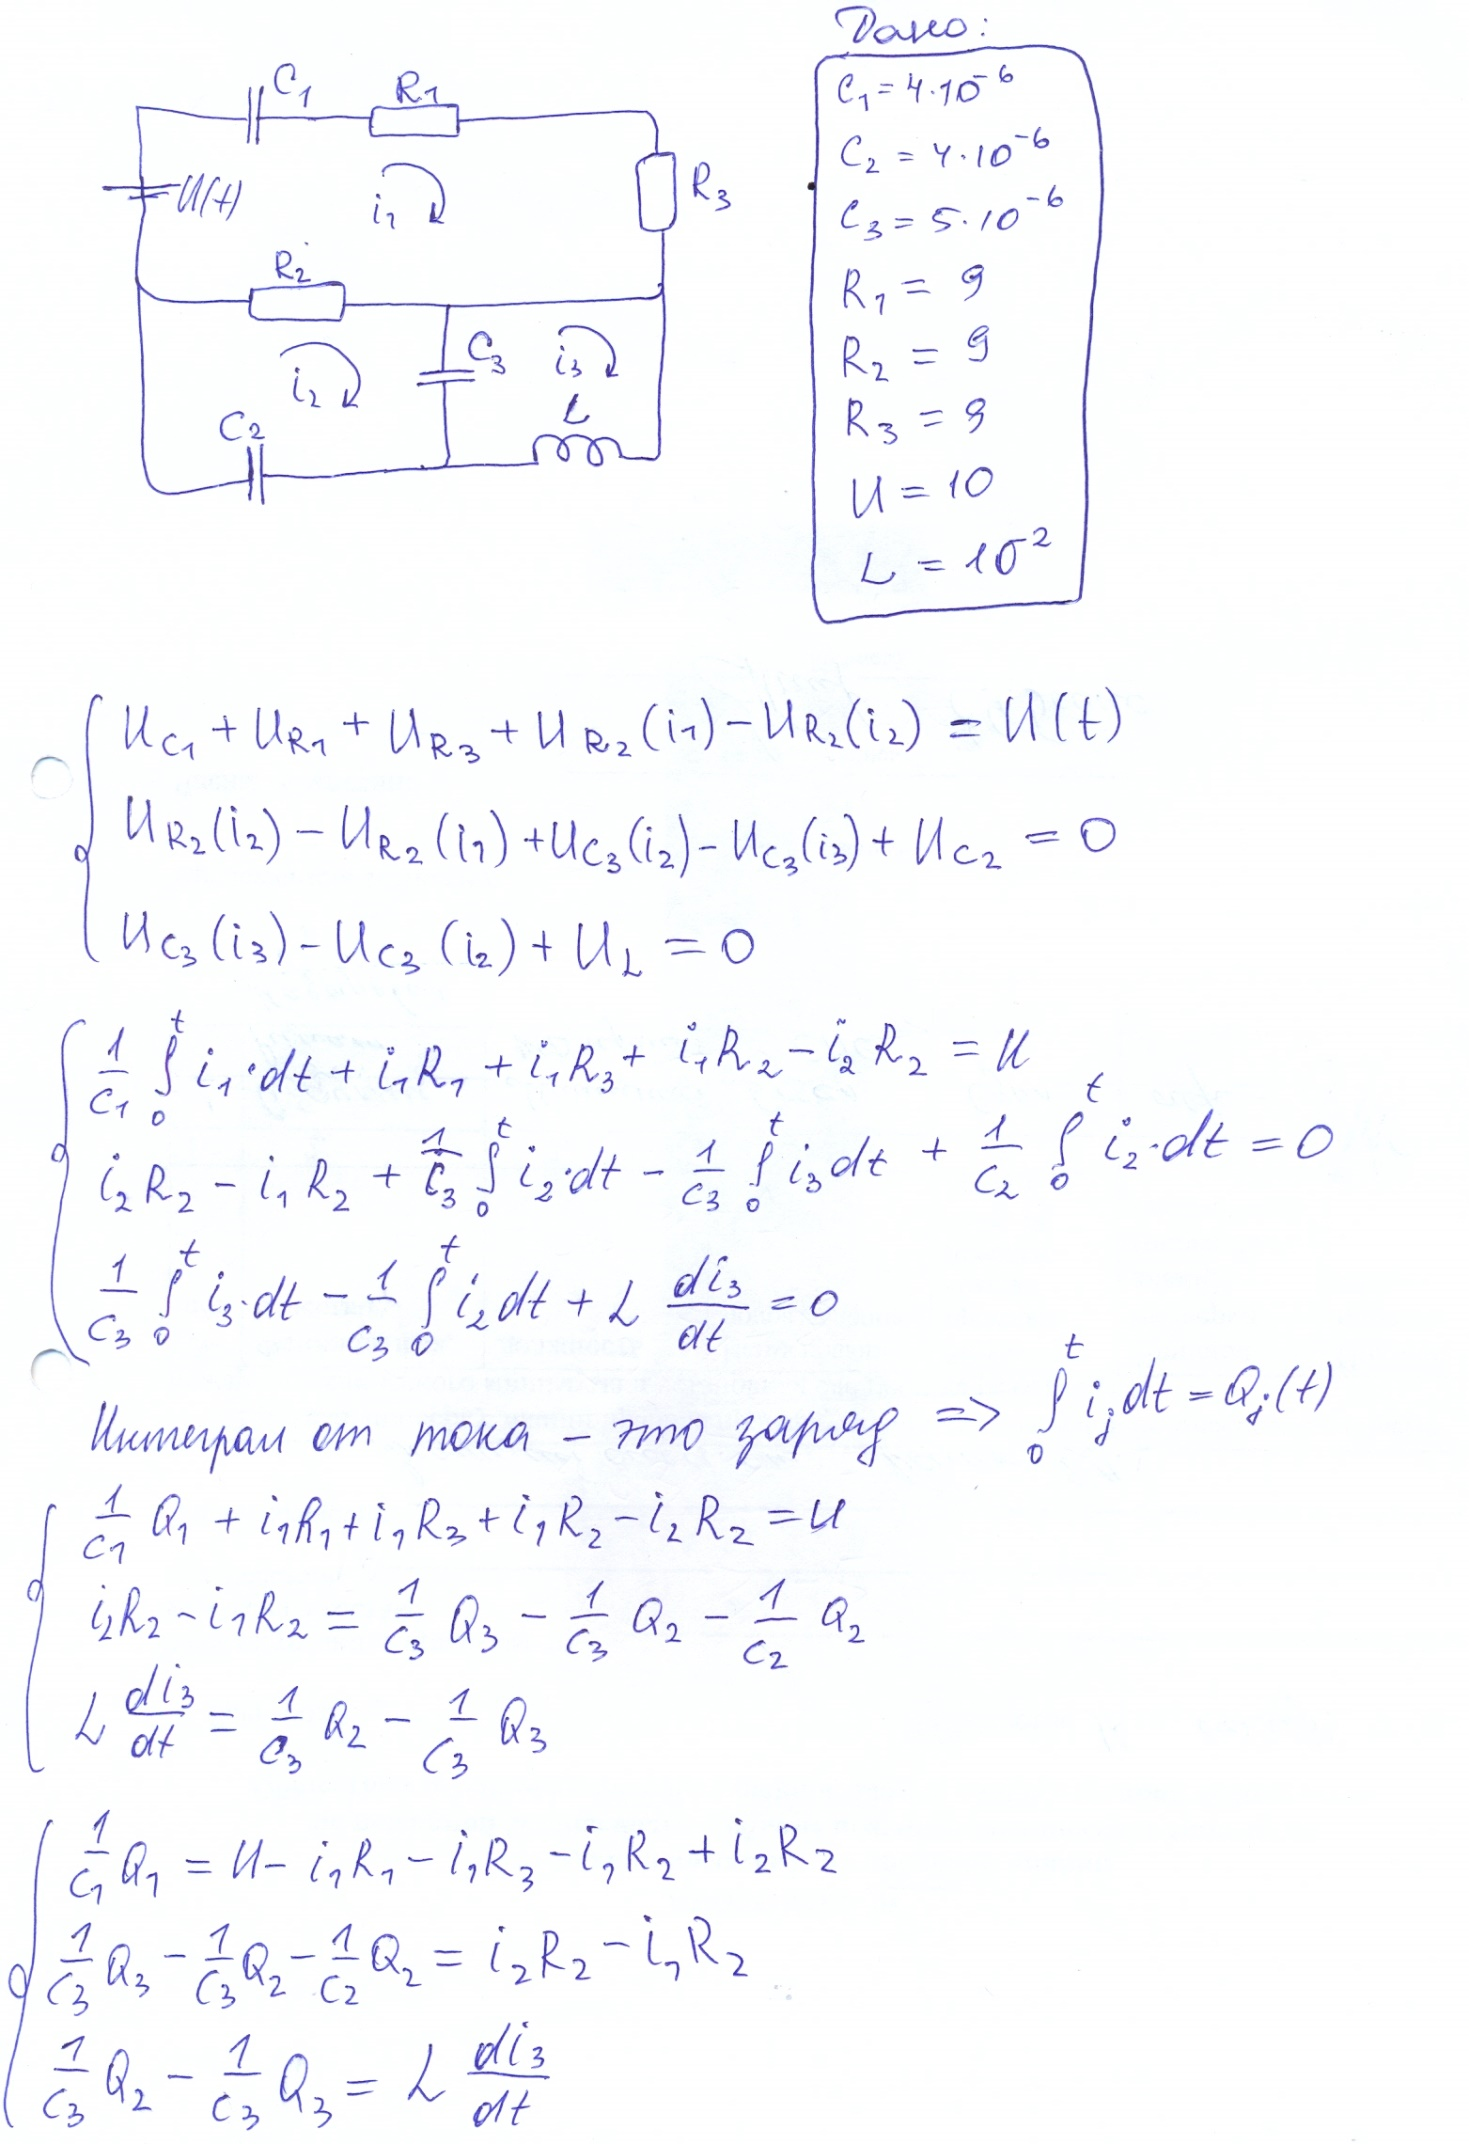 Дано:
C₁ = 4·10⁻⁶
C₂ = 4·10⁻⁶
C₃ = 5·10⁻⁶
R₁ = 9
R₂ = 9
R₃ = 9
U = 10
L = 10⁻²
C₁ R₁
U(t) i₁ R₃
R₂
i₂ C₃ i₃
C₂ L
U_C₁ + U_R₁ + U_R₃ + U_R₂(i₁) − U_R₂(i₂) = U(t)
U_R₂(i₂) − U_R₂(i₁) + U_C₃(i₂) − U_C₃(i₃) + U_C₂ = 0
U_C₃(i₃) − U_C₃(i₂) + U_L = 0
1/C₁ ∫₀ᵗ i₁·dt + i₁R₁ + i₁R₃ + i₁R₂ − i₂R₂ = U
i₂R₂ − i₁R₂ + 1/C₃ ∫₀ᵗ i₂·dt − 1/C₃ ∫₀ᵗ i₃dt + 1/C₂ ∫₀ᵗ i₂·dt = 0
1/C₃ ∫₀ᵗ i₃·dt − 1/C₃ ∫₀ᵗ i₂dt + L di₃/dt = 0
Интеграл от тока – это заряд => ∫₀ᵗ iⱼdt = Qⱼ(t)
1/C₁ Q₁ + i₁R₁ + i₁R₃ + i₁R₂ − i₂R₂ = U
i₂R₂ − i₁R₂ = 1/C₃ Q₃ − 1/C₃ Q₂ − 1/C₂ Q₂
L di₃/dt = 1/C₃ Q₂ − 1/C₃ Q₃
1/C₁ Q₁ = U − i₁R₁ − i₁R₃ − i₁R₂ + i₂R₂
1/C₃ Q₃ − 1/C₃ Q₂ − 1/C₂ Q₂ = i₂R₂ − i₁R₂
1/C₃ Q₂ − 1/C₃ Q₃ = L di₃/dt